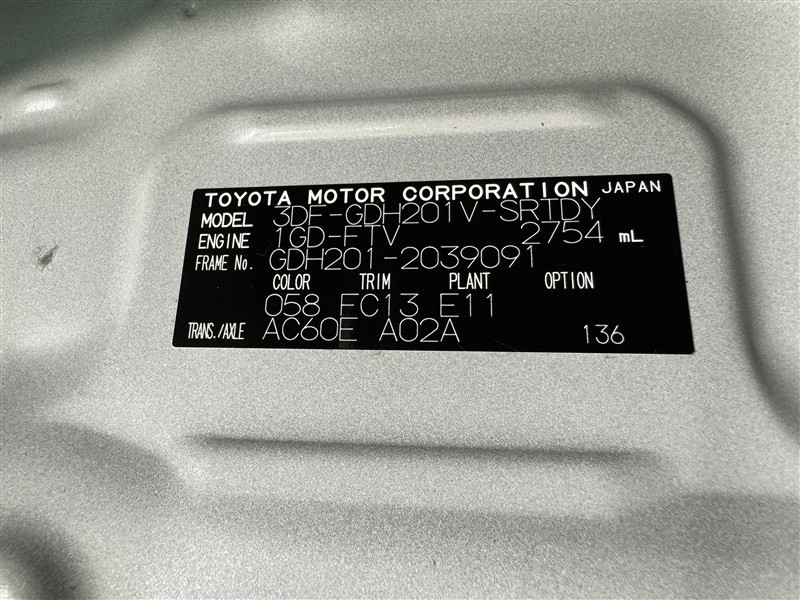 TOYOTA MOTOR CORPORATION JAPAN
MODEL 3DF-GDH201V-SRTDY
ENGINE 1GD-FTV 2754 mL
FRAME No. GDH201-2039091
COLOR TRIM PLANT OPTION
058 FC13 E11
TRANS./AXLE AC60E A02A 136